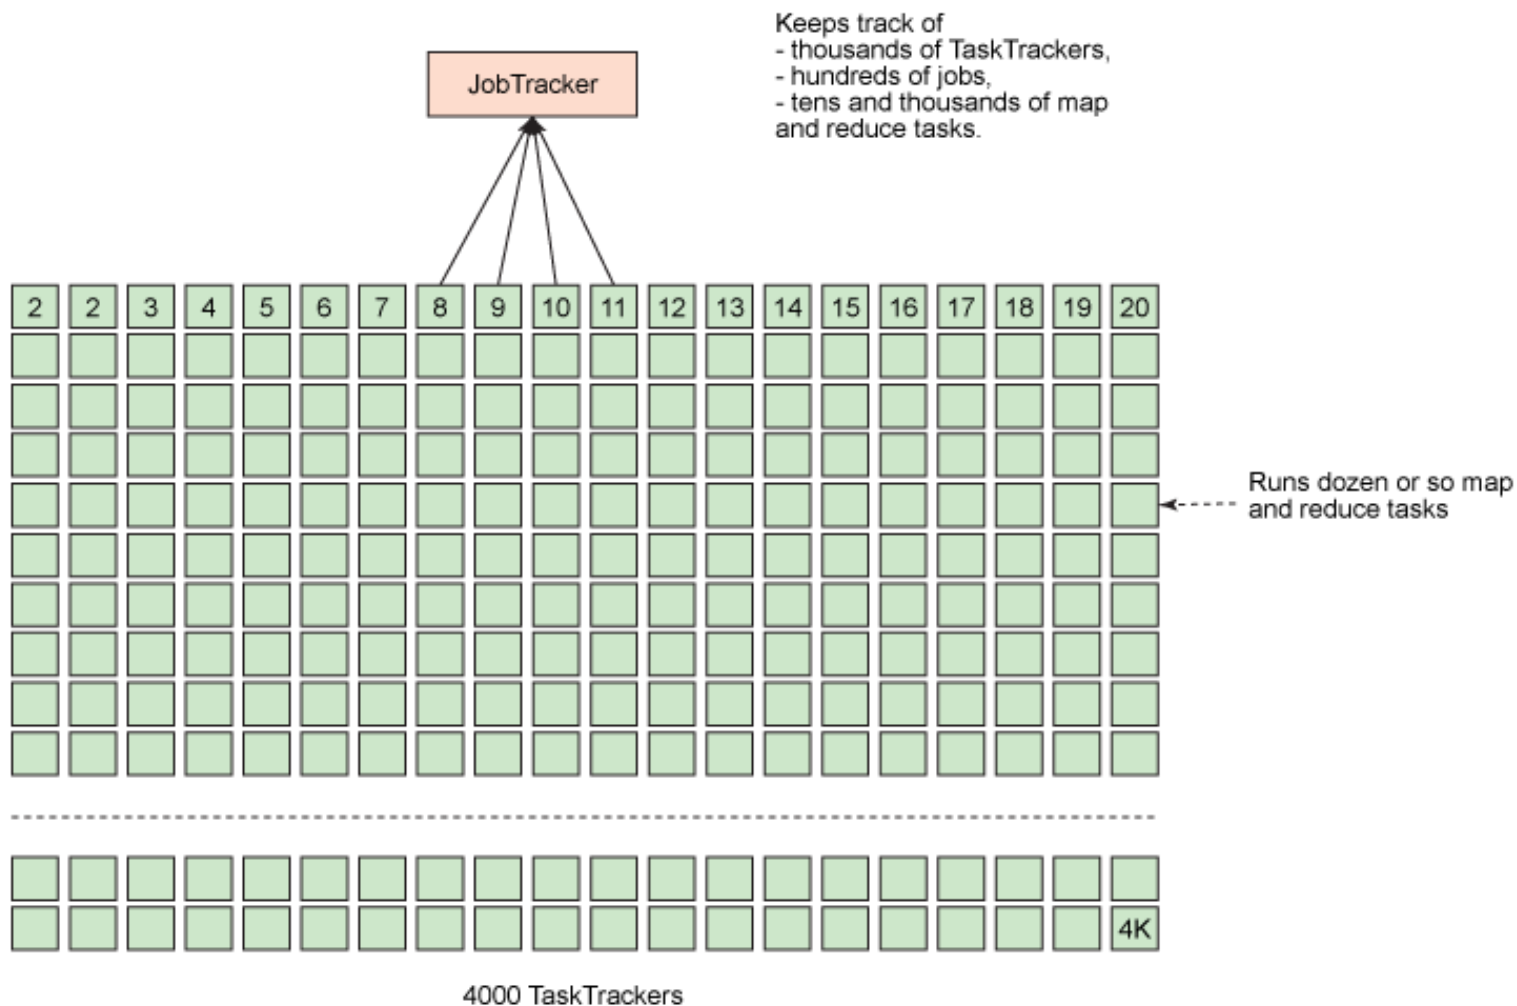 Keeps track of
- thousands of TaskTrackers,
- hundreds of jobs,
- tens and thousands of map
and reduce tasks.
JobTracker
2 2 3 4 5 6 7 8 9 10 11 12 13 14 15 16 17 18 19 20
Runs dozen or so map
and reduce tasks
4K
4000 TaskTrackers